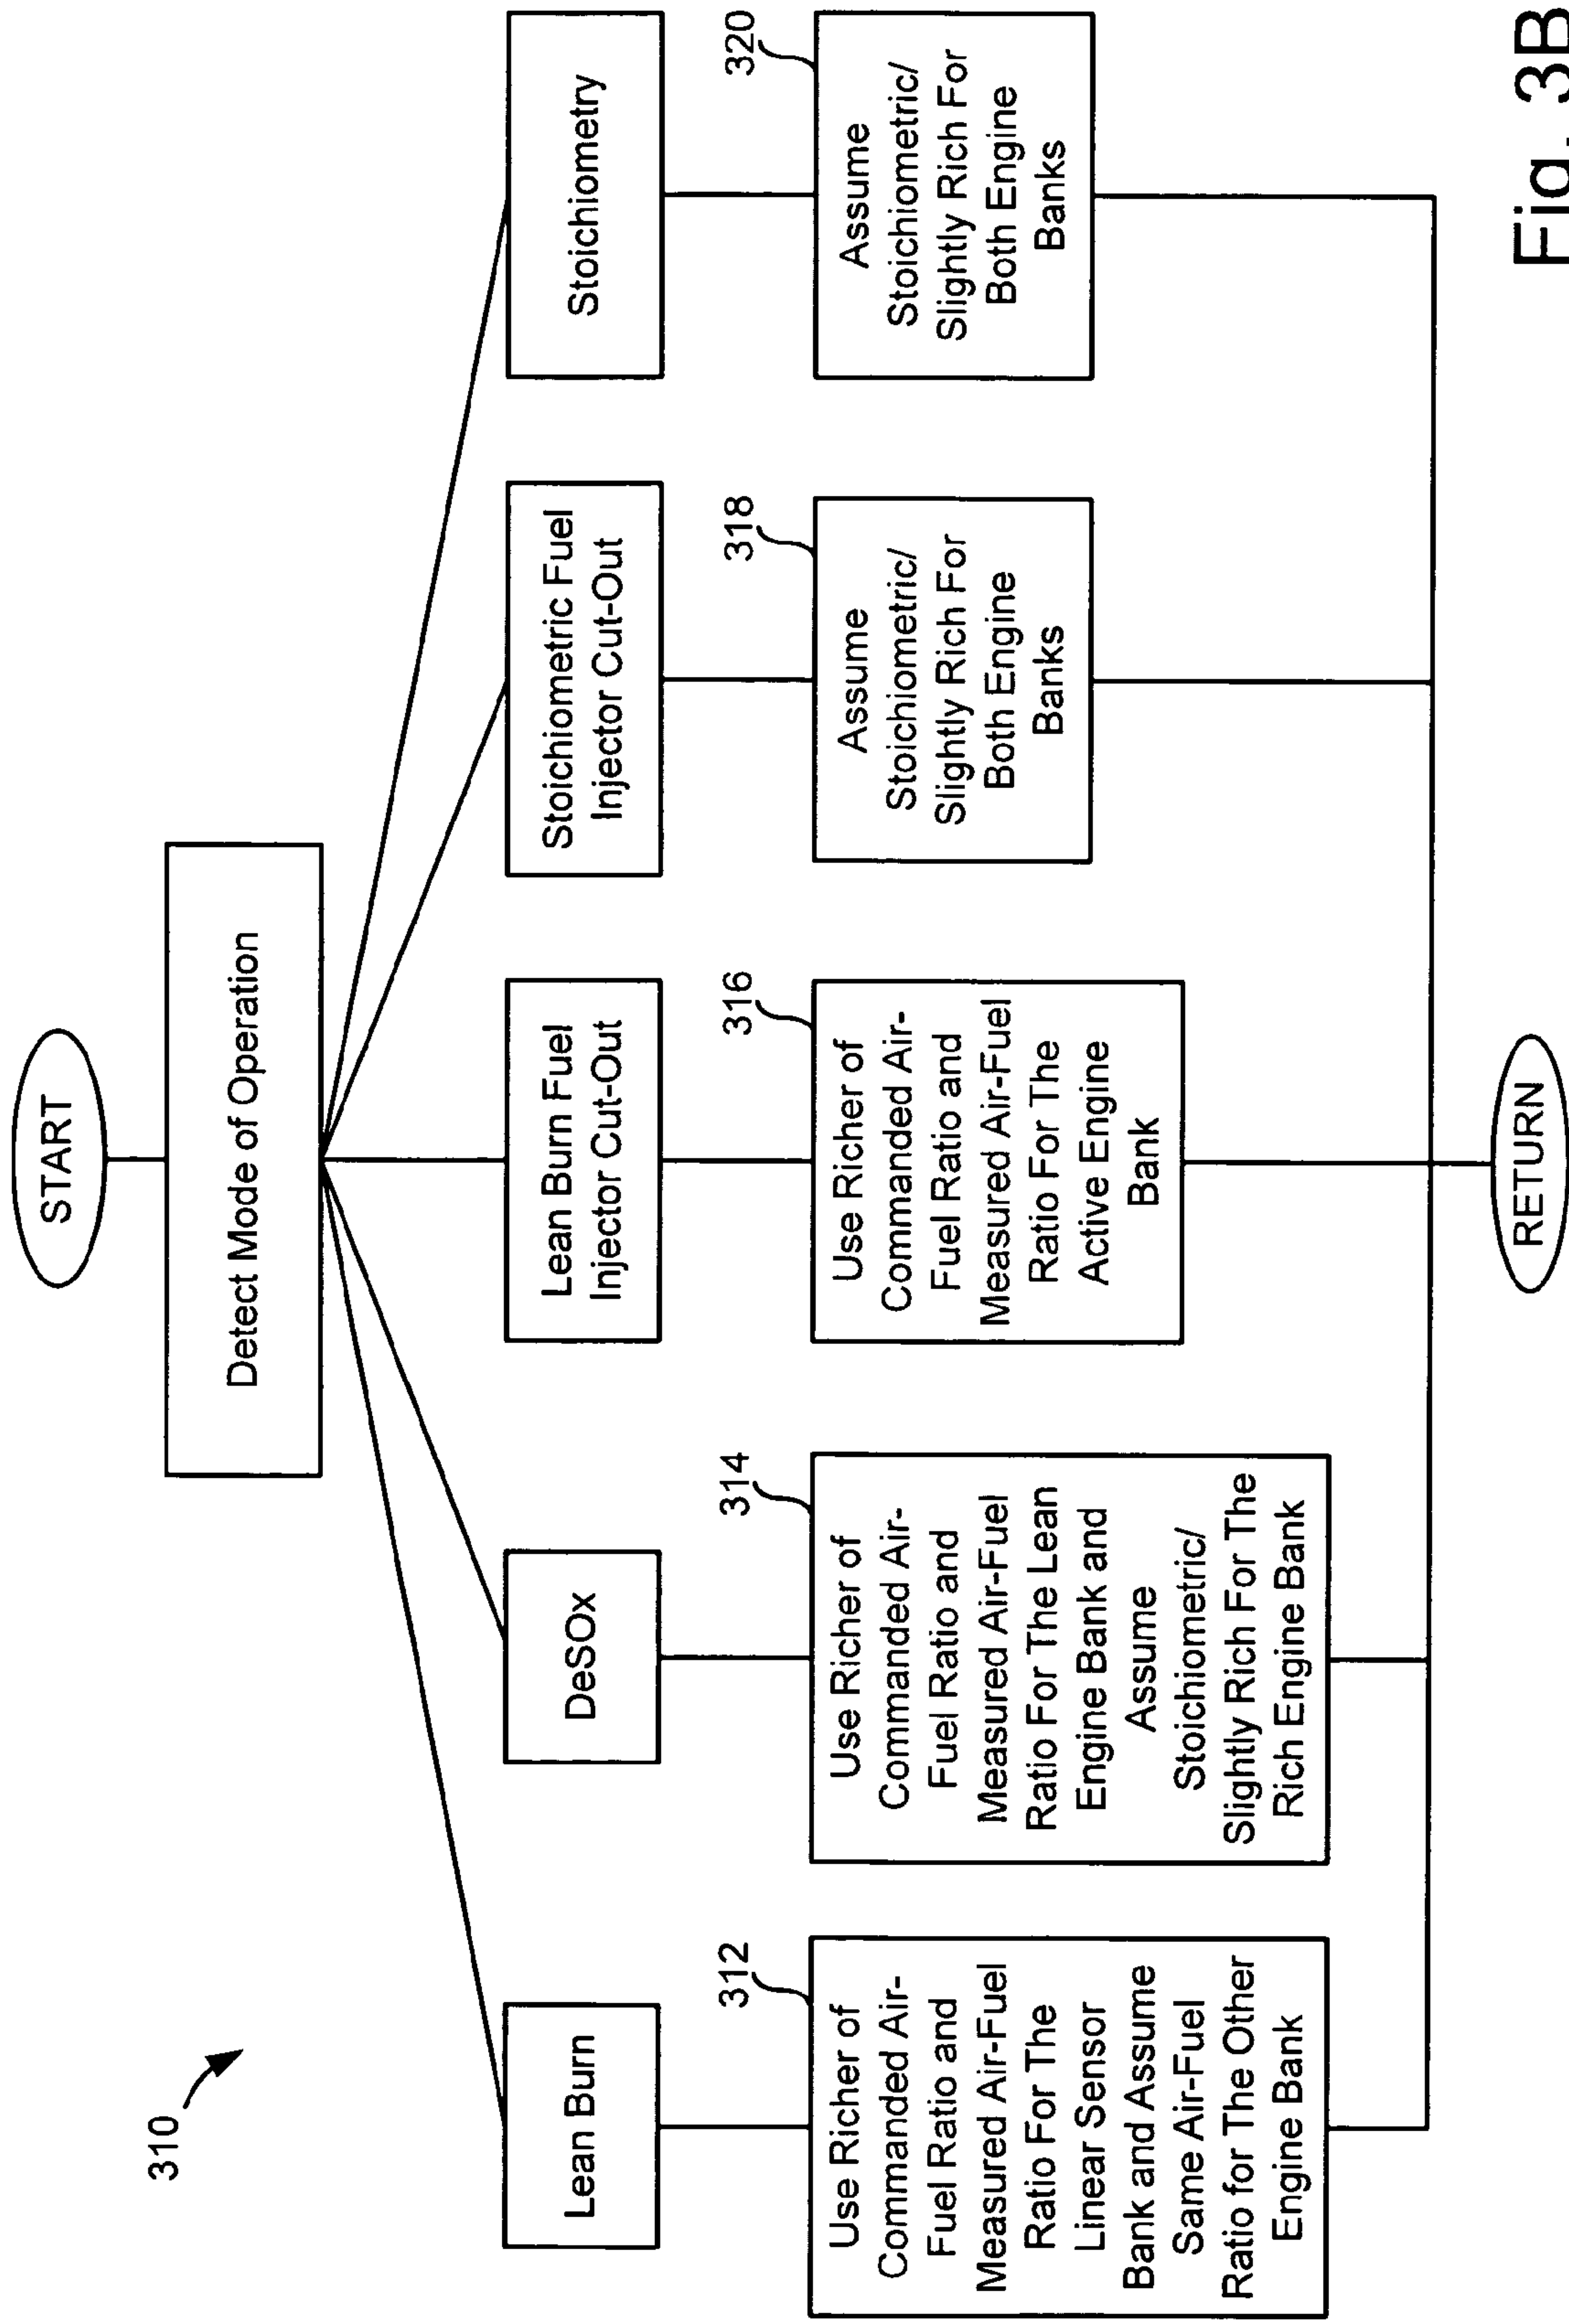 310
START
Detect Mode of Operation
Lean Burn
DeSOx
Lean Burn Fuel
Injector Cut-Out
Stoichiometric Fuel
Injector Cut-Out
Stoichiometry
312
Use Richer of
Commanded Air-
Fuel Ratio and
Measured Air-Fuel
Ratio For The
Linear Sensor
Bank and Assume
Same Air-Fuel
Ratio for The Other
Engine Bank
314
Use Richer of
Commanded Air-
Fuel Ratio and
Measured Air-Fuel
Ratio For The Lean
Engine Bank and
Assume
Stoichiometric/
Slightly Rich For The
Rich Engine Bank
316
Use Richer of
Commanded Air-
Fuel Ratio and
Measured Air-Fuel
Ratio For The
Active Engine
Bank
318
Assume
Stoichiometric/
Slightly Rich For
Both Engine
Banks
320
Assume
Stoichiometric/
Slightly Rich For
Both Engine
Banks
RETURN
Fig. 3B